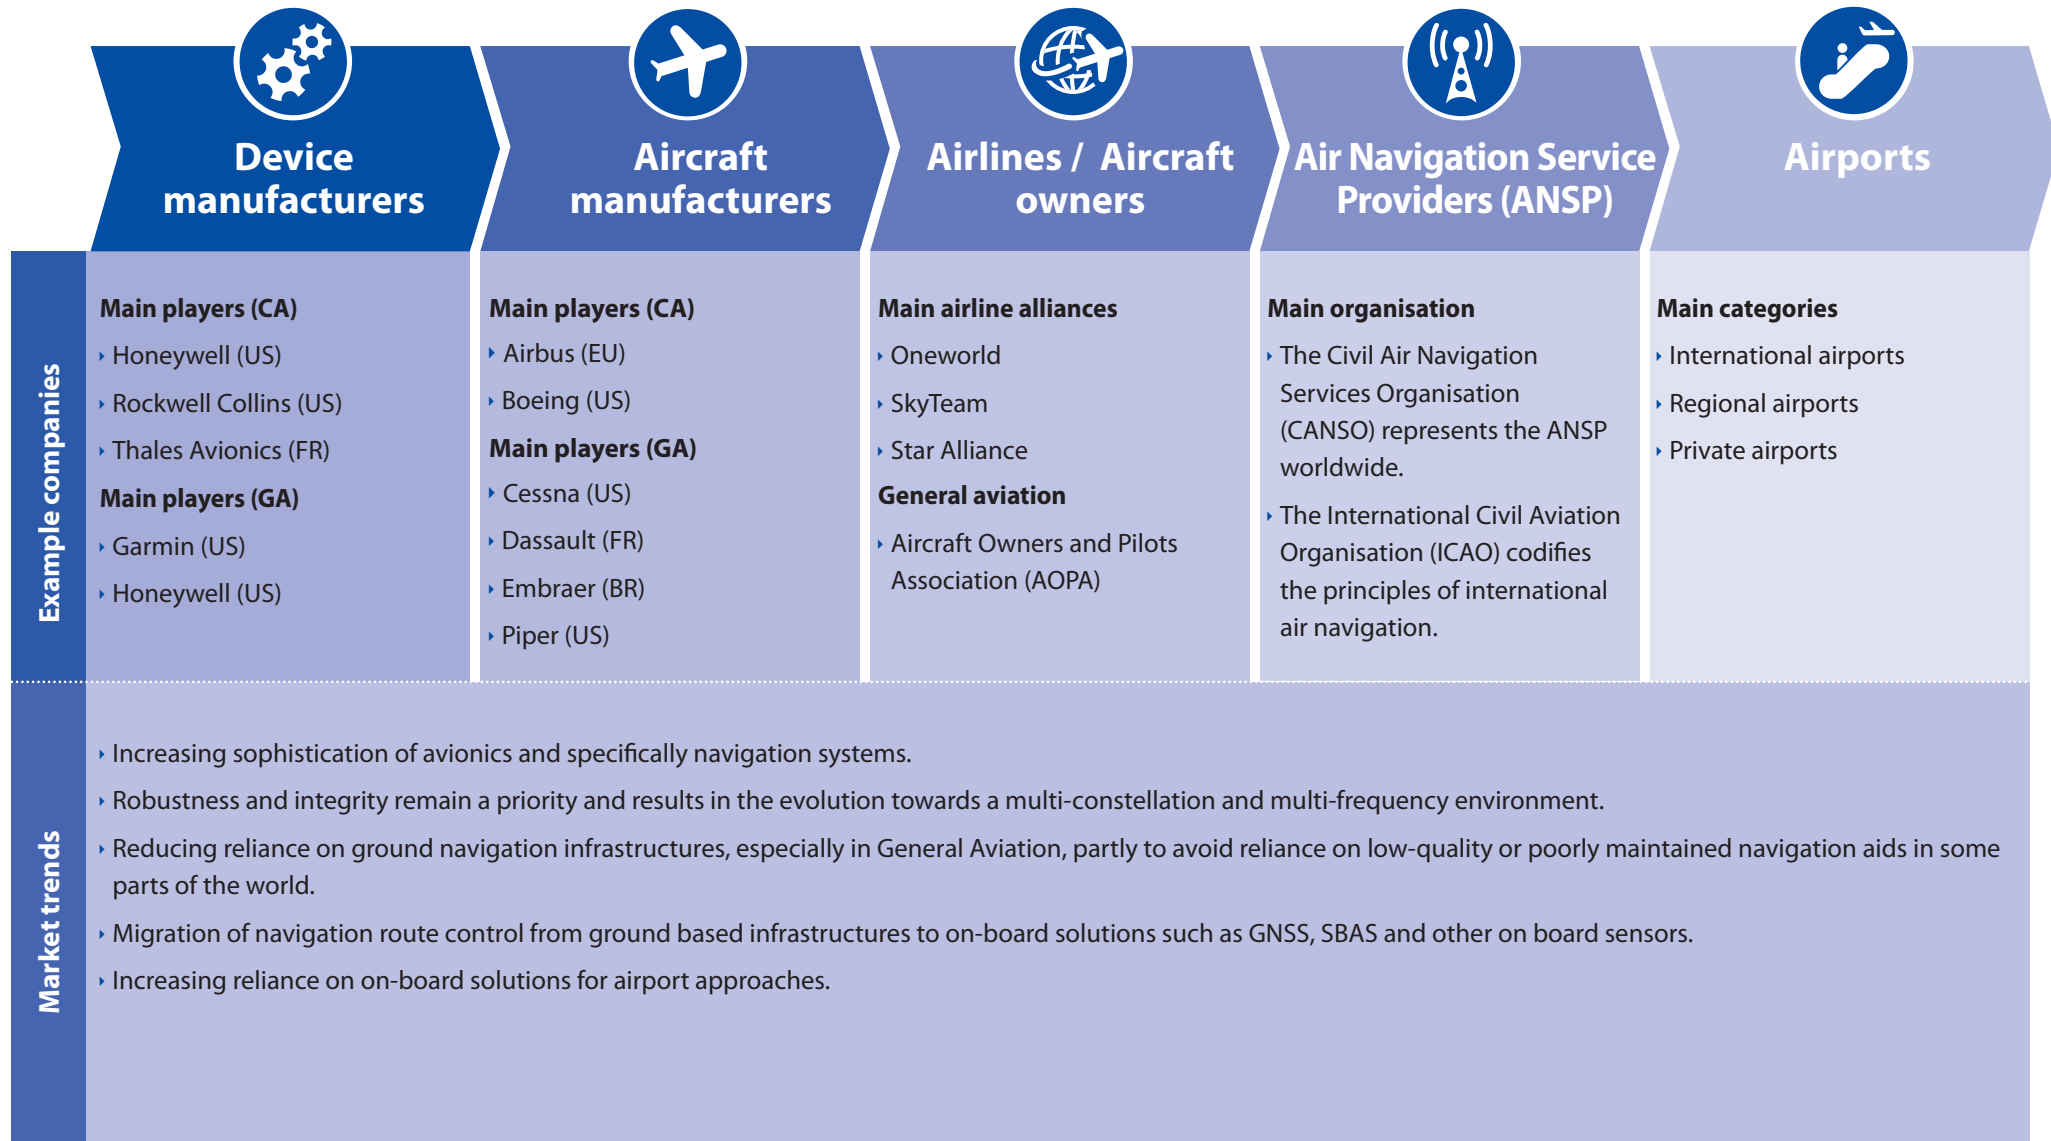 Device
manufacturers
Aircraft
manufacturers
Airlines / Aircraft
owners
Air Navigation Service
Providers (ANSP)
Airports
Example companies
Main players (CA)
Honeywell (US)
Rockwell Collins (US)
Thales Avionics (FR)
Main players (GA)
Garmin (US)
Honeywell (US)
Main players (CA)
Airbus (EU)
Boeing (US)
Main players (GA)
Cessna (US)
Dassault (FR)
Embraer (BR)
Piper (US)
Main airline alliances
Oneworld
SkyTeam
Star Alliance
General aviation
Aircraft Owners and Pilots
Association (AOPA)
Main organisation
The Civil Air Navigation
Services Organisation
(CANSO) represents the ANSP
worldwide.
The International Civil Aviation
Organisation (ICAO) codifies
the principles of international
air navigation.
Main categories
International airports
Regional airports
Private airports
Market trends
Increasing sophistication of avionics and specifically navigation systems.
Robustness and integrity remain a priority and results in the evolution towards a multi-constellation and multi-frequency environment.
Reducing reliance on ground navigation infrastructures, especially in General Aviation, partly to avoid reliance on low-quality or poorly maintained navigation aids in some
parts of the world.
Migration of navigation route control from ground based infrastructures to on-board solutions such as GNSS, SBAS and other on board sensors.
Increasing reliance on on-board solutions for airport approaches.